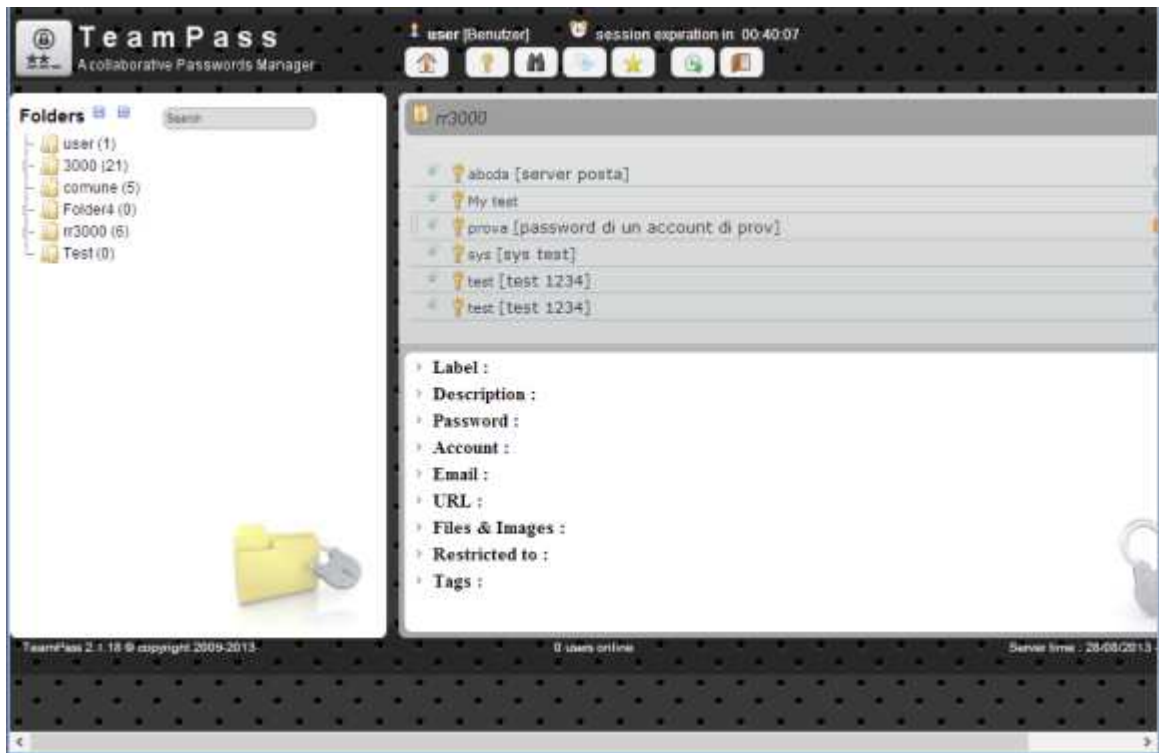 TeamPass
A collaborative Passwords Manager
user [Benutzer] session expiration in 00:40:07
Folders
Search
user (1)
3000 (21)
comune (5)
Folder4 (0)
rr3000 (6)
Test (0)
rr3000
aboda [server posta]
My test
prova [password di un account di prov]
sys [sys test]
test [test 1234]
test [test 1234]
Label :
Description :
Password :
Account :
Email :
URL :
Files & Images :
Restricted to :
Tags :
TeamPass 2.1.18 © copyright 2009-2013
0 users online
Server time : 28/08/2013 -